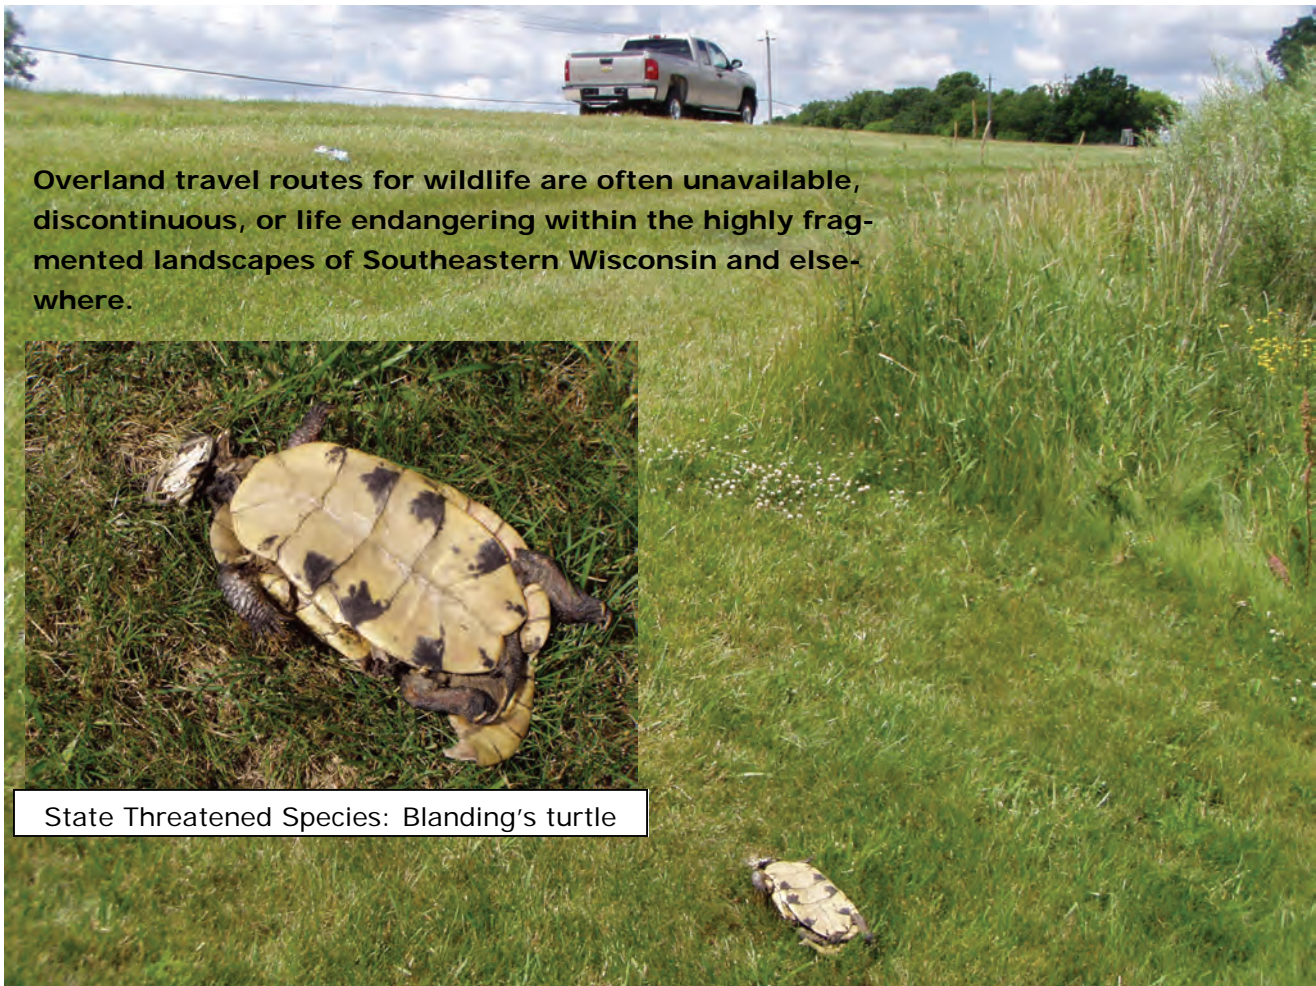 Overland travel routes for wildlife are often unavailable,
discontinuous, or life endangering within the highly frag-
mented landscapes of Southeastern Wisconsin and else-
where.
State Threatened Species: Blanding's turtle